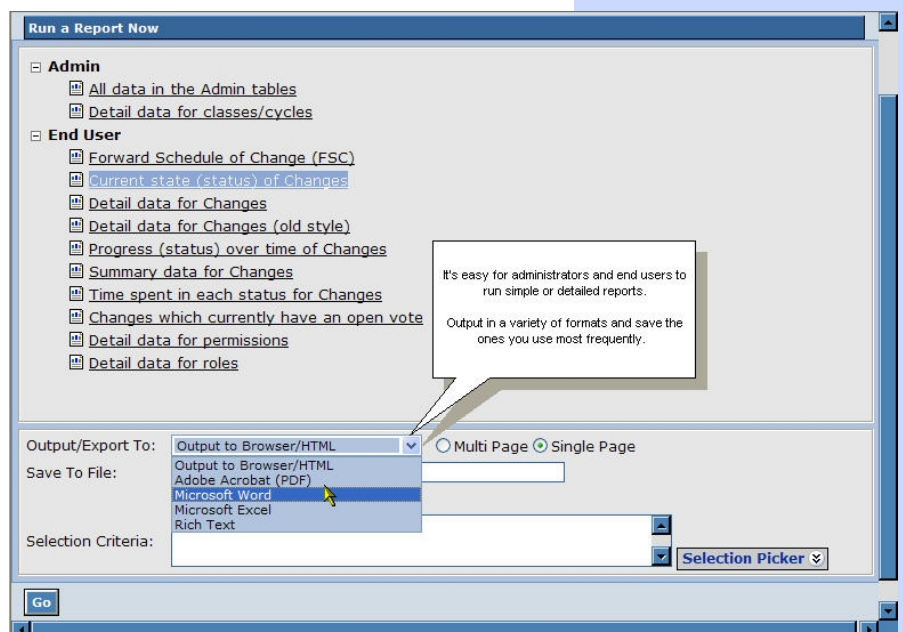 Run a Report Now
Admin
All data in the Admin tables
Detail data for classes/cycles
End User
Forward Schedule of Change (FSC)
Current state (status) of Changes
Detail data for Changes
Detail data for Changes (old style)
Progress (status) over time of Changes
Summary data for Changes
Time spent in each status for Changes
Changes which currently have an open vote
Detail data for permissions
Detail data for roles
It's easy for administrators and end users to
run simple or detailed reports.
Output in a variety of formats and save the
ones you use most frequently.
Output/Export To: Output to Browser/HTML Multi Page Single Page
Save To File:
Output to Browser/HTML
Adobe Acrobat (PDF)
Microsoft Word
Microsoft Excel
Rich Text
Selection Criteria:
Selection Picker
Go